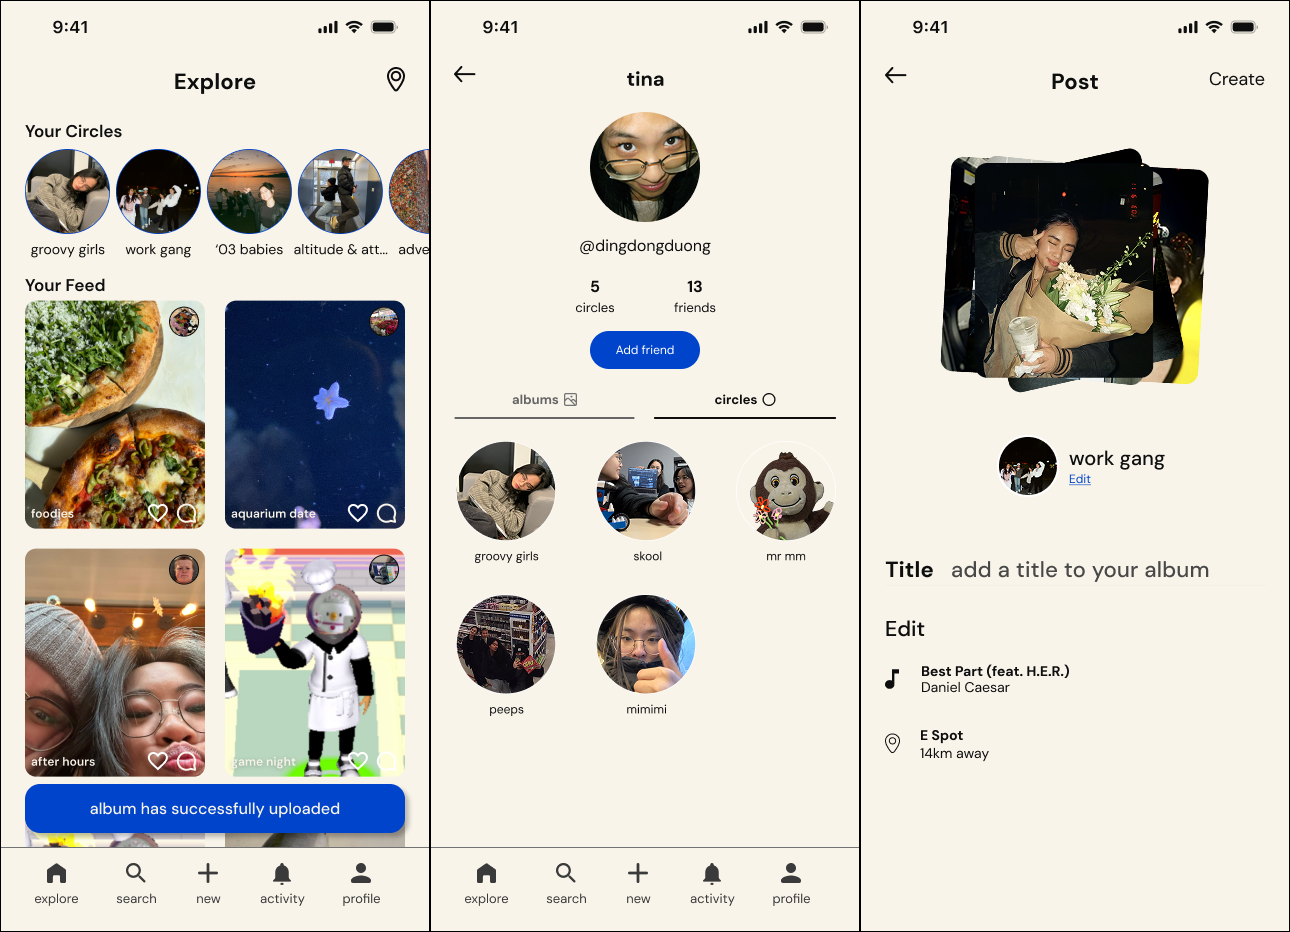 9:41
Explore
Your Circles
groovy girls
work gang
‘03 babies
altitude & att...
adve
Your Feed
foodies
aquarium date
after hours
game night
album has successfully uploaded
explore
search
new
activity
profile
9:41
tina
@dingdongduong
5
circles
13
friends
Add friend
albums
circles
groovy girls
skool
mr mm
peeps
mimimi
explore
search
new
activity
profile
9:41
Post
Create
work gang
Edit
Title add a title to your album
Edit
Best Part (feat. H.E.R.)
Daniel Caesar
E Spot
14km away